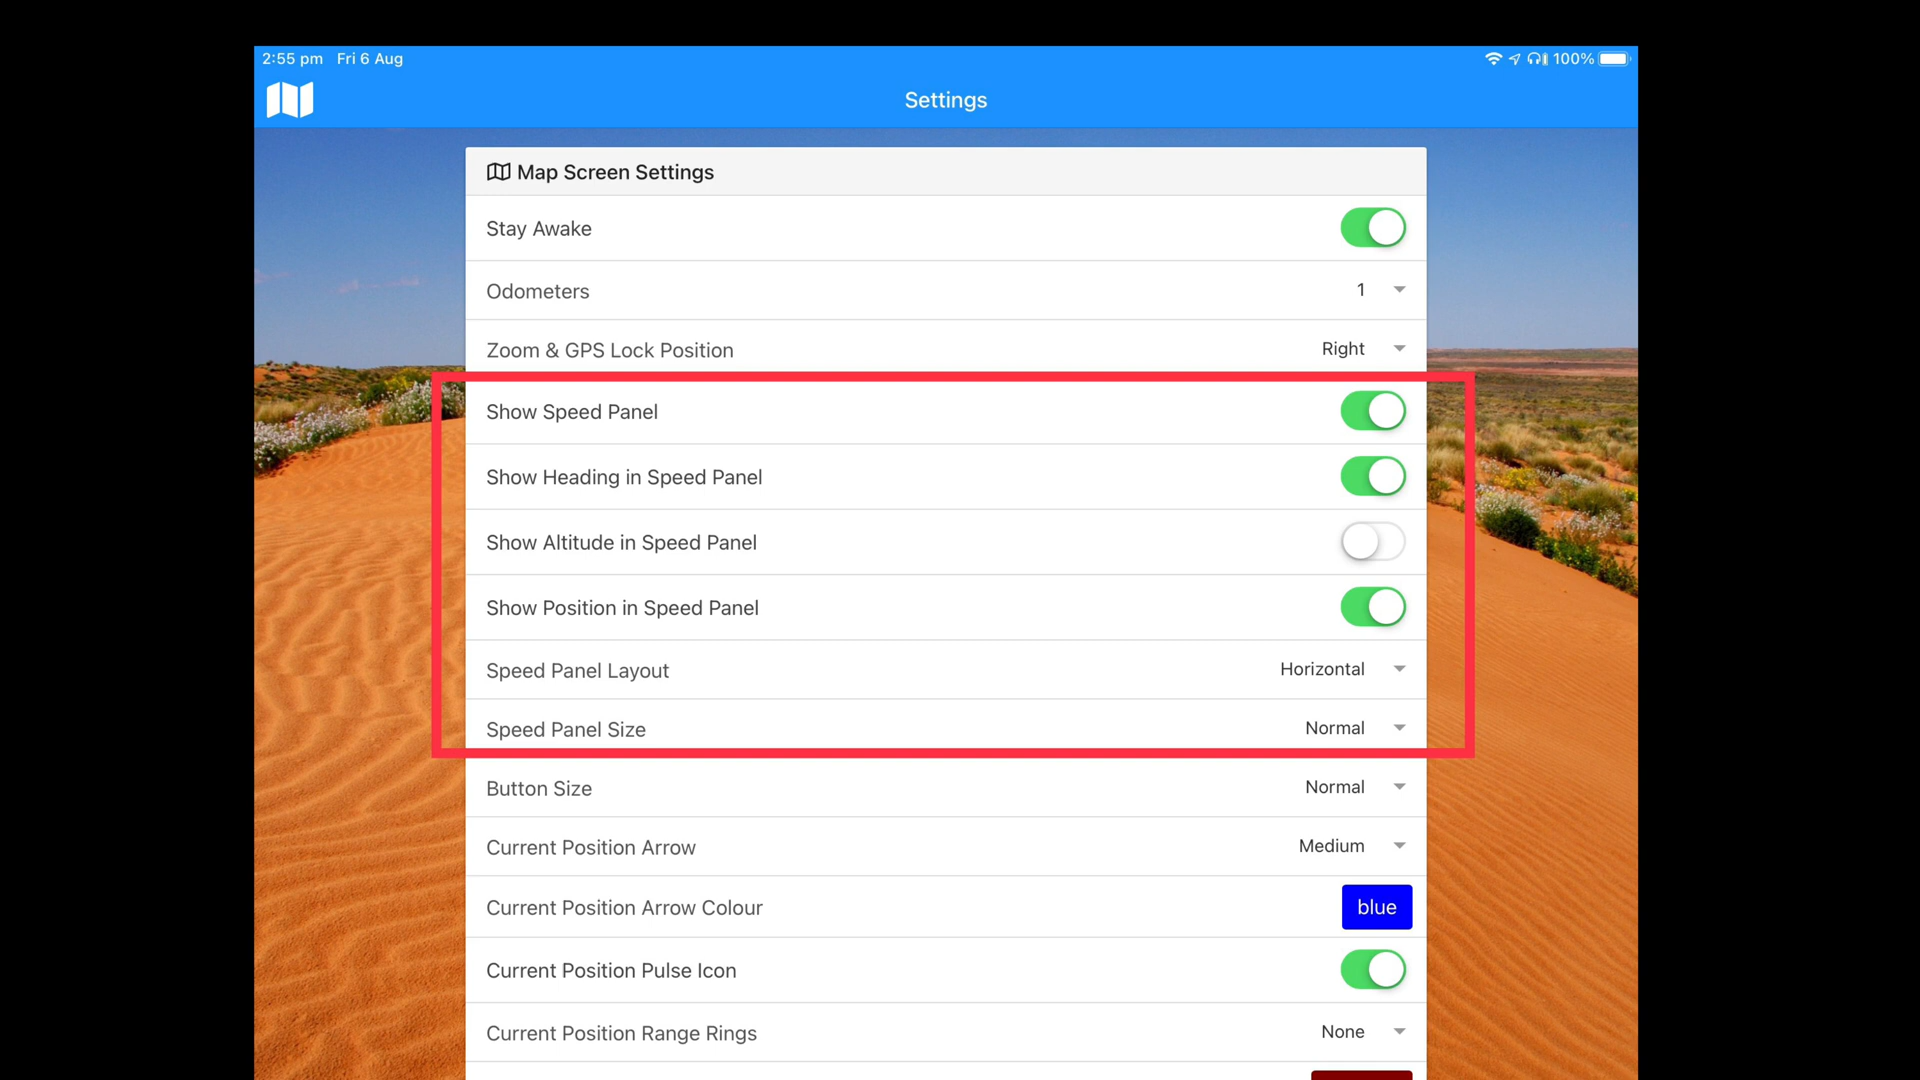 2:55 pm Fri 6 Aug
100%
Settings
Map Screen Settings
Stay Awake
Odometers 1
Zoom & GPS Lock Position Right
Show Speed Panel
Show Heading in Speed Panel
Show Altitude in Speed Panel
Show Position in Speed Panel
Speed Panel Layout Horizontal
Speed Panel Size Normal
Button Size Normal
Current Position Arrow Medium
Current Position Arrow Colour blue
Current Position Pulse Icon
Current Position Range Rings None